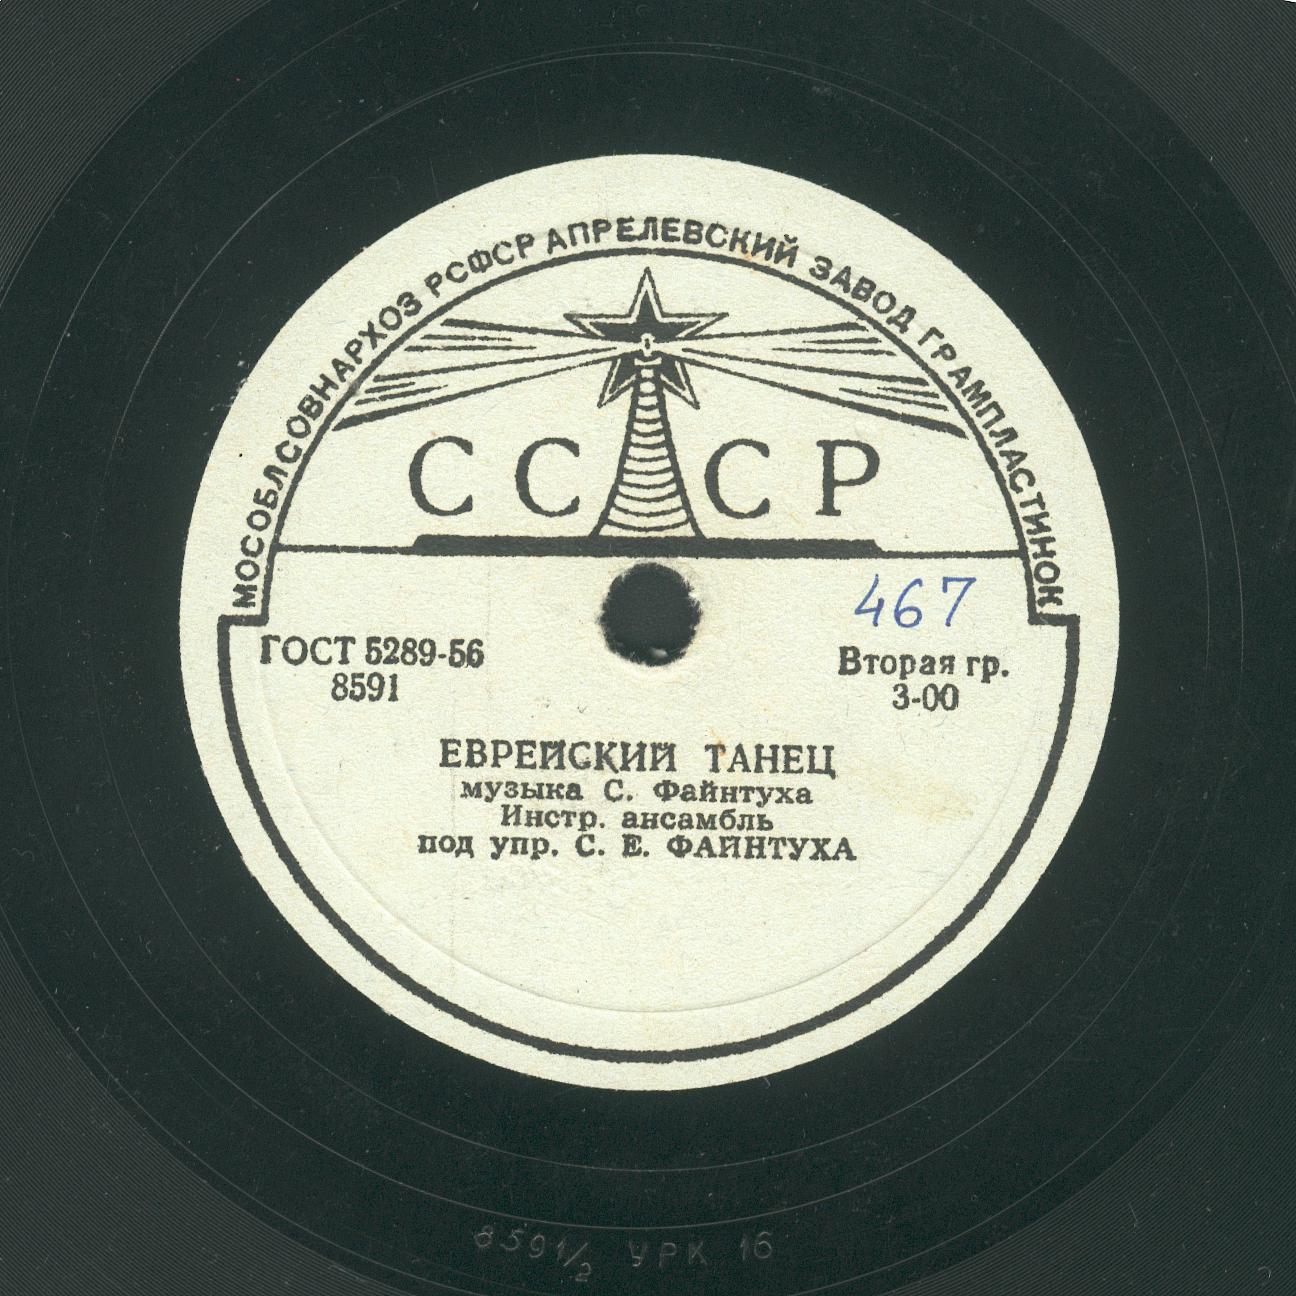 МОСОБЛСОВНАРХОЗ РСФСР АПРЕЛЕВСКИЙ ЗАВОД ГРАМПЛАСТИНОК
СССР
467
ГОСТ 5289-56
8591
Вторая гр.
3-00
ЕВРЕЙСКИЙ ТАНЕЦ
музыка С. Файнтуха
Инстр. ансамбль
под упр. С. Е. ФАЙНТУХА
8591/2 УРК 16